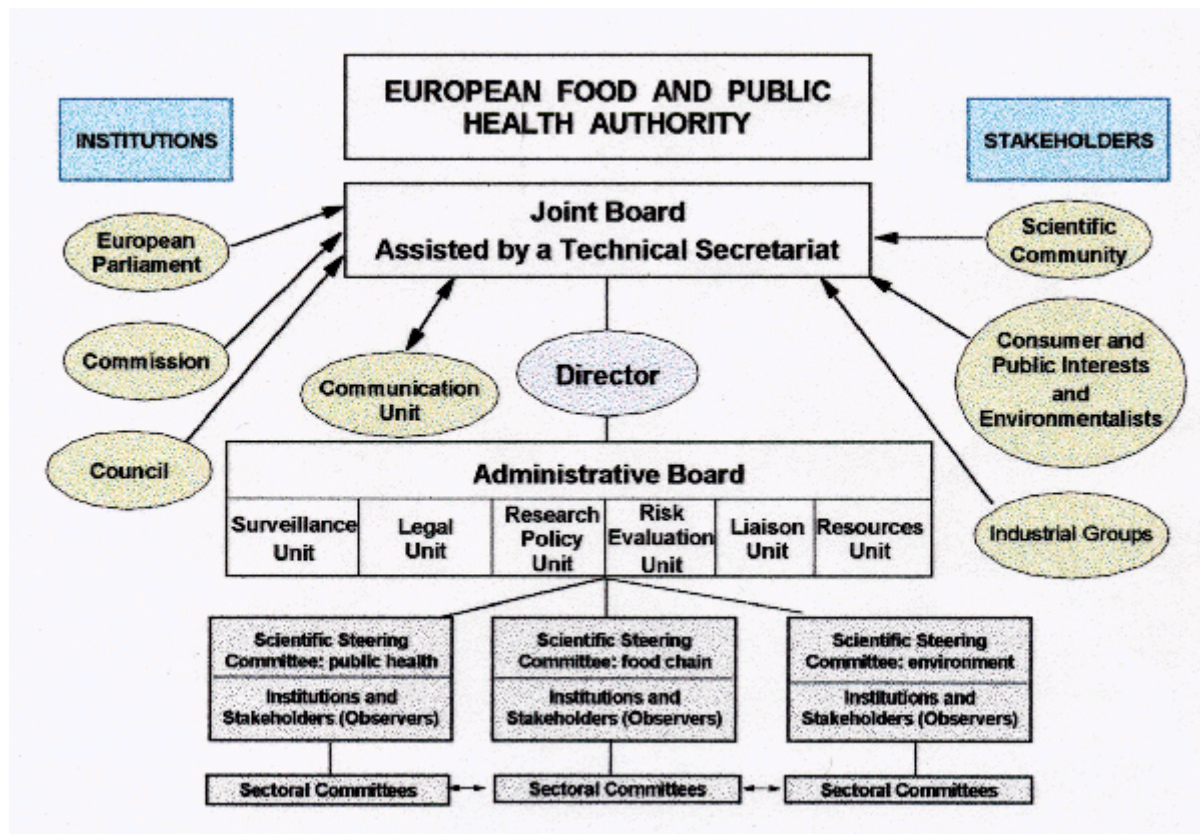 EUROPEAN FOOD AND PUBLIC
HEALTH AUTHORITY
INSTITUTIONS
STAKEHOLDERS
Joint Board
Assisted by a Technical Secretariat
European
Parliament
Scientific
Community
Commission
Communication
Unit
Director
Consumer and
Public Interests
and
Environmentalists
Council
Industrial Groups
Administrative Board
Surveillance
Unit
Legal
Unit
Research
Policy
Unit
Risk
Evaluation
Unit
Liaison
Unit
Resources
Unit
Scientific Steering
Committee: public health
Institutions and
Stakeholders (Observers)
Scientific Steering
Committee: food chain
Institutions and
Stakeholders (Observers)
Scientific Steering
Committee: environment
Institutions and
Stakeholders (Observers)
Sectoral Committees
Sectoral Committees
Sectoral Committees